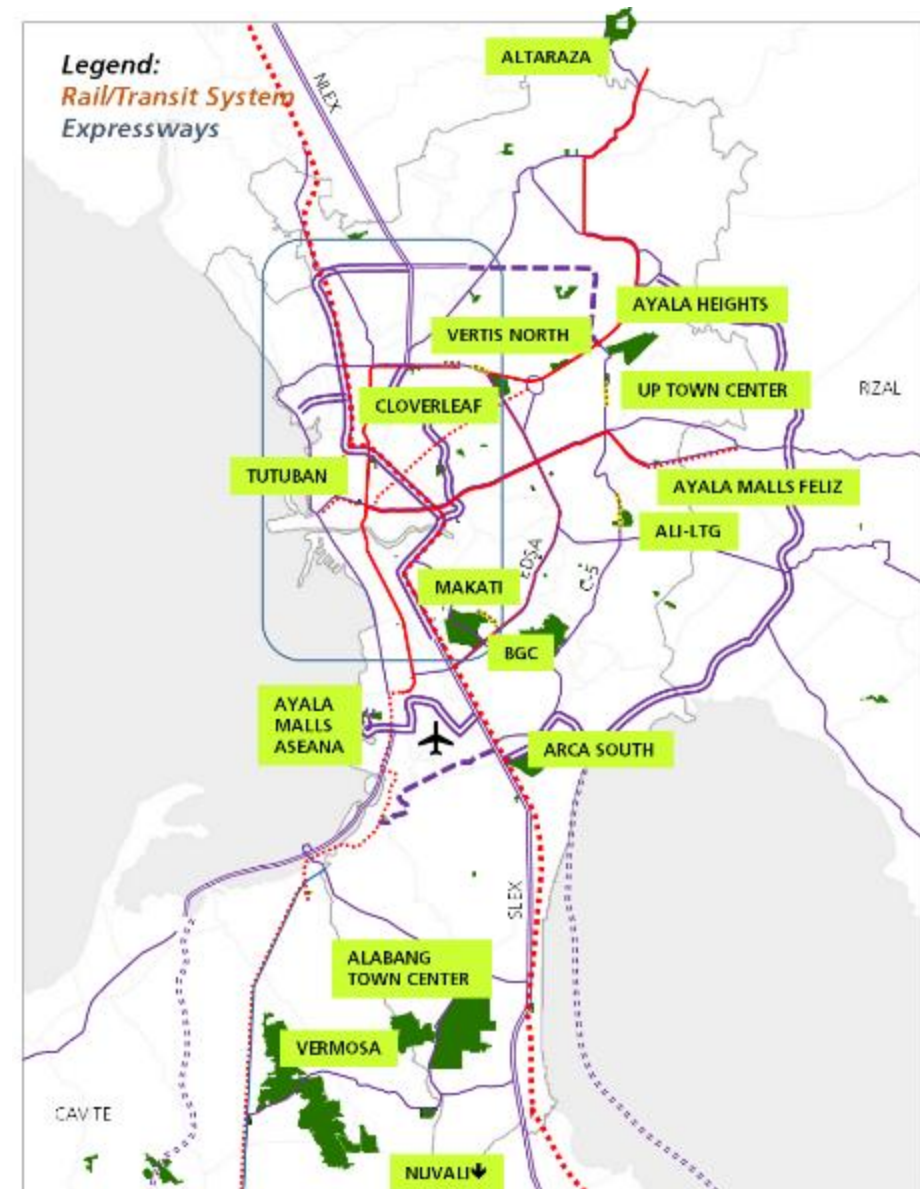 Legend:
Rail/Transit System
Expressways
NLEX
ALTARAZA
AYALA HEIGHTS
VERTIS NORTH
UP TOWN CENTER
RIZAL
CLOVERLEAF
TUTUBAN
AYALA MALLS FELIZ
ALI-LTG
EDSA
C-5
MAKATI
BGC
AYALA
MALLS
ASEANA
ARCA SOUTH
SLEX
ALABANG
TOWN CENTER
VERMOSA
CAVITE
NUVALI